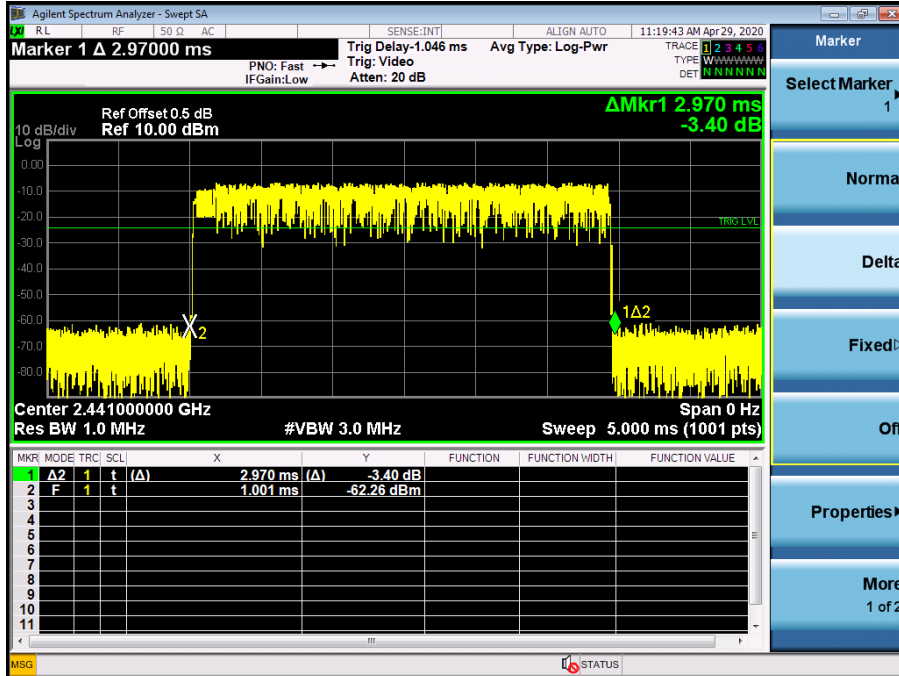 Agilent Spectrum Analyzer - Swept SA
LXI RL RF 50 Ω AC SENSE:INT ALIGN AUTO 11:19:43 AM Apr 29, 2020
Marker 1 Δ 2.97000 ms
PNO: Fast
IFGain:Low
Trig Delay-1.046 ms
Trig: Video
Atten: 20 dB
Avg Type: Log-Pwr
TRACE 1 2 3 4 5 6
TYPE WWWWWW
DET N N N N N N
ΔMkr1 2.970 ms
-3.40 dB
Ref Offset 0.5 dB
10 dB/div Ref 10.00 dBm
Log
0.00
-10.0
-20.0
TRIG LVL
-30.0
-40.0
-50.0
-60.0
1Δ2
2
-70.0
-80.0
Center 2.441000000 GHz Span 0 Hz
Res BW 1.0 MHz #VBW 3.0 MHz Sweep 5.000 ms (1001 pts)
MKR MODE TRC SCL X Y FUNCTION FUNCTION WIDTH FUNCTION VALUE
1 Δ2 1 t (Δ) 2.970 ms (Δ) -3.40 dB
2 F 1 t 1.001 ms -62.26 dBm
3
4
5
6
7
8
9
10
11
MSG STATUS
Marker
Select Marker
1
Norma
Delta
Fixed
Of
Properties
More
1 of 2